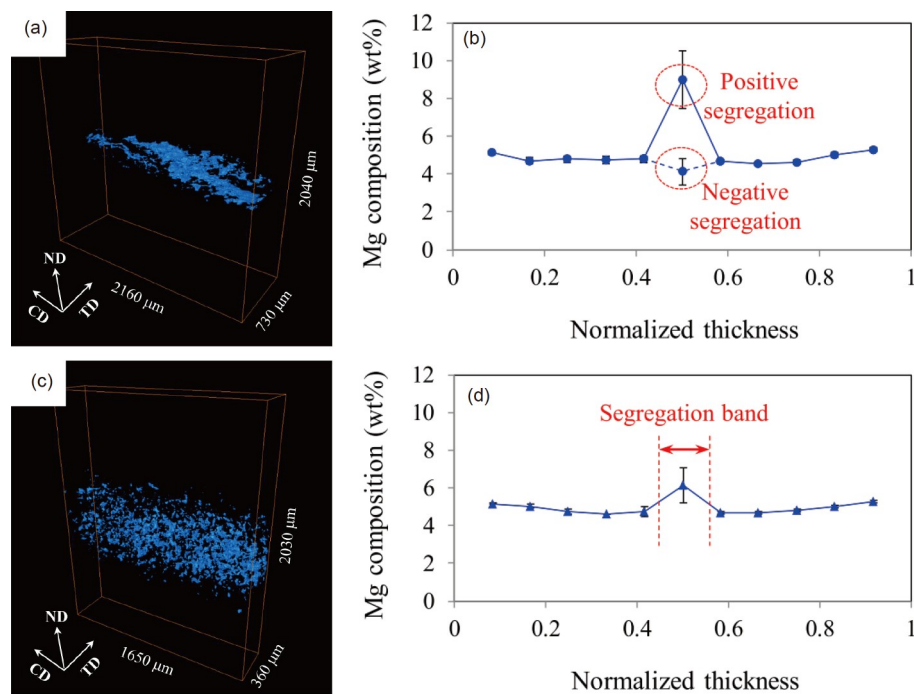 (a)
2040 μm
ND
CD
TD
2160 μm
730 μm
(b)
Mg composition (wt%)
12
10
8
6
4
2
0
Positive
segregation
Negative
segregation
0 0.2 0.4 0.6 0.8 1
Normalized thickness
(c)
2030 μm
ND
CD
TD
1650 μm
360 μm
(d)
Mg composition (wt%)
12
10
8
6
4
2
0
Segregation band
0 0.2 0.4 0.6 0.8 1
Normalized thickness